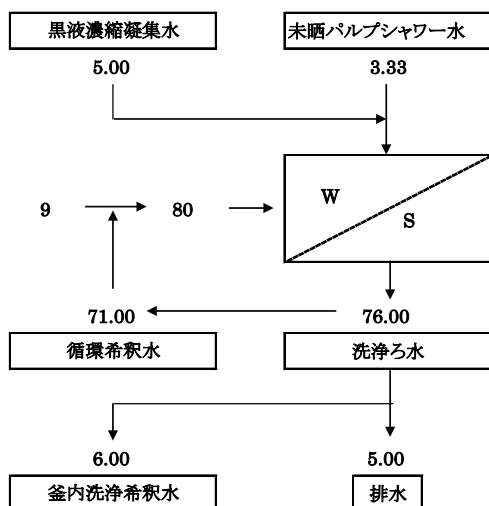 黒液濃縮凝集水
未晒パルプシャワー水
5.00
3.33
W
S
9
80
71.00
76.00
循環希釈水
洗浄ろ水
6.00
5.00
釜内洗浄希釈水
排水